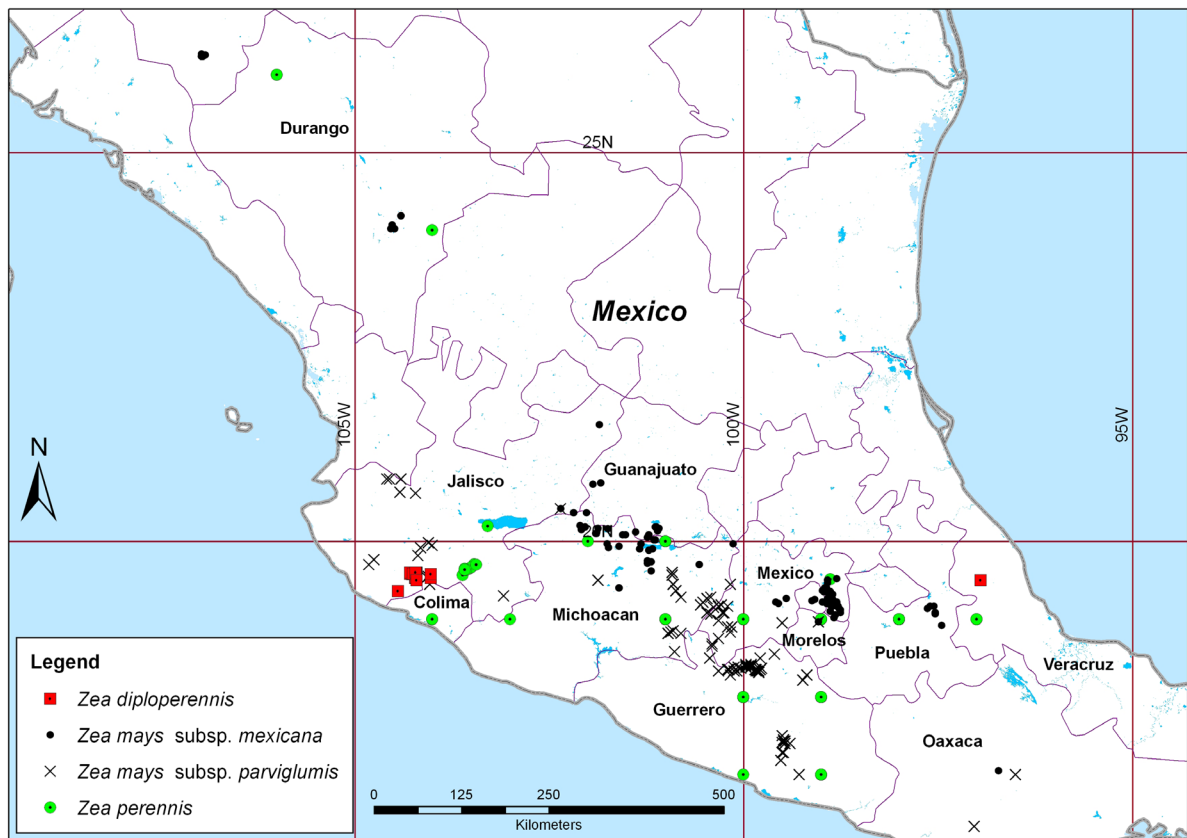 Durango
25N
Mexico
105W
100W
95W
Guanajuato
Jalisco
20N
N
Mexico
Colima
Michoacan
Morelos
Puebla
Veracruz
Guerrero
Oaxaca
Legend
Zea diploperennis
Zea mays subsp. mexicana
Zea mays subsp. parviglumis
Zea perennis
0 125 250 500
Kilometers